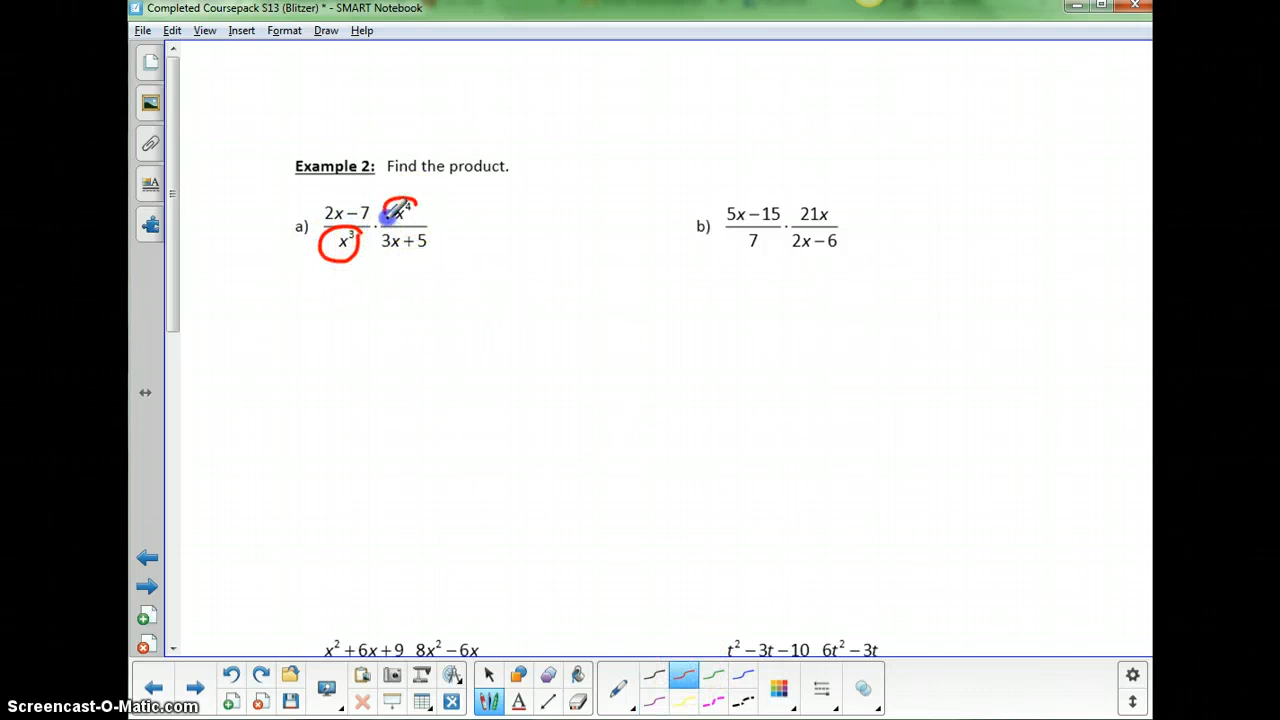 Completed Coursepack S13 (Blitzer) * - SMART Notebook
File Edit View Insert Format Draw Help
Example 2: Find the product.
a) (2x − 7)/x³ · x⁴/(3x + 5)
b) (5x − 15)/7 · 21x/(2x − 6)
x² + 6x + 9 8x² − 6x
t² − 3t − 10 6t² − 3t
A
Screencast-O-Matic.com